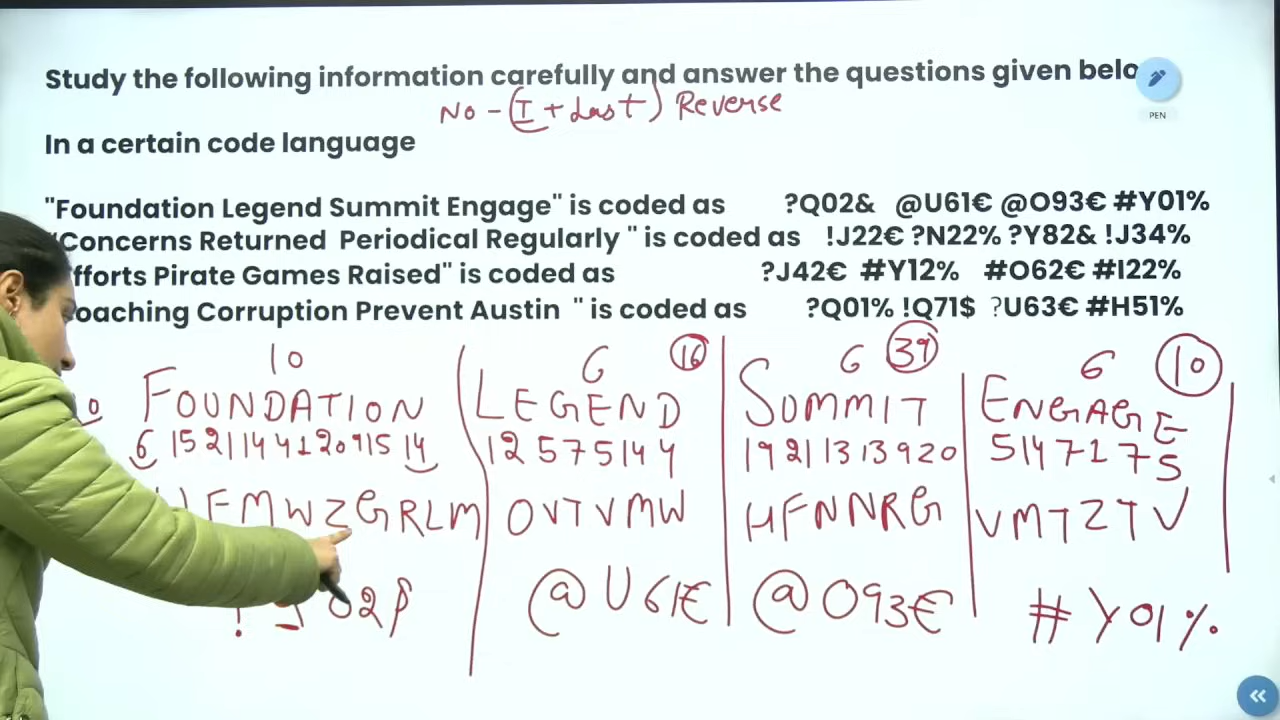 Study the following information carefully and answer the questions given belo
PEN
No - (I + Last) Reverse
In a certain code language
"Foundation Legend Summit Engage" is coded as ?Q02& @U61€ @O93€ #Y01%
"Concerns Returned Periodical Regularly " is coded as !J22€ ?N22% ?Y82& !J34%
fforts Pirate Games Raised" is coded as ?J42€ #Y12% #O62€ #I22%
oaching Corruption Prevent Austin " is coded as ?Q01% !Q71$ ?U63€ #H51%
10 6 16 6 39 6 10
FOUNDATION LEGEND SUMMIT ENGAGE
6 15 21 14 4 1 20 9 15 14 12 5 7 5 14 4 19 21 13 13 9 20 5 14 7 1 7 5
FMWZGRLM OVTVMW HFNNRG VMTZTV
02 @U61€ @O93€ #Y01%